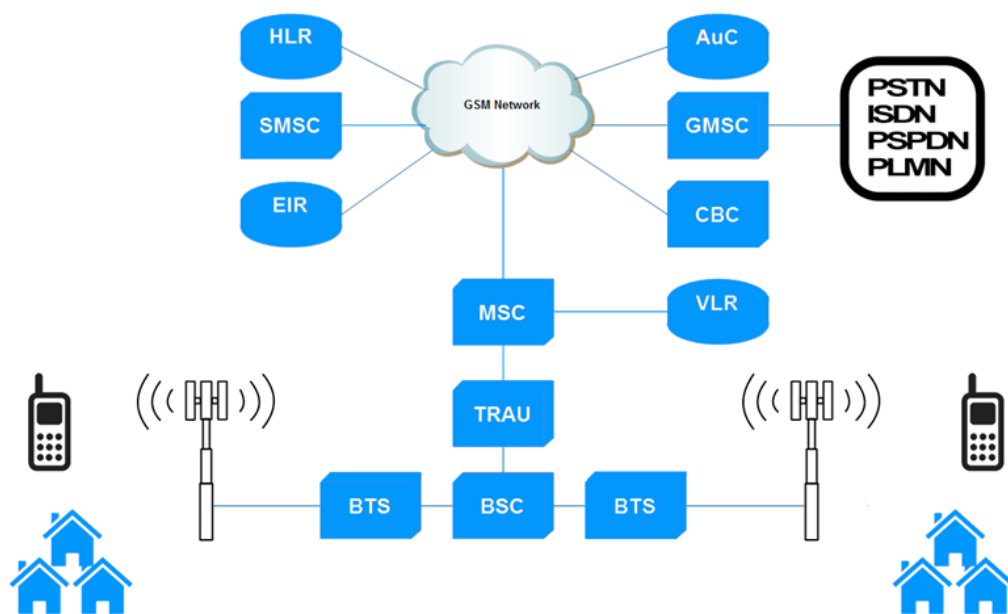 HLR
AuC
GSM Network
SMSC
GMSC
PSTN
ISDN
PSPDN
PLMN
EIR
CBC
MSC
VLR
TRAU
BTS
BSC
BTS